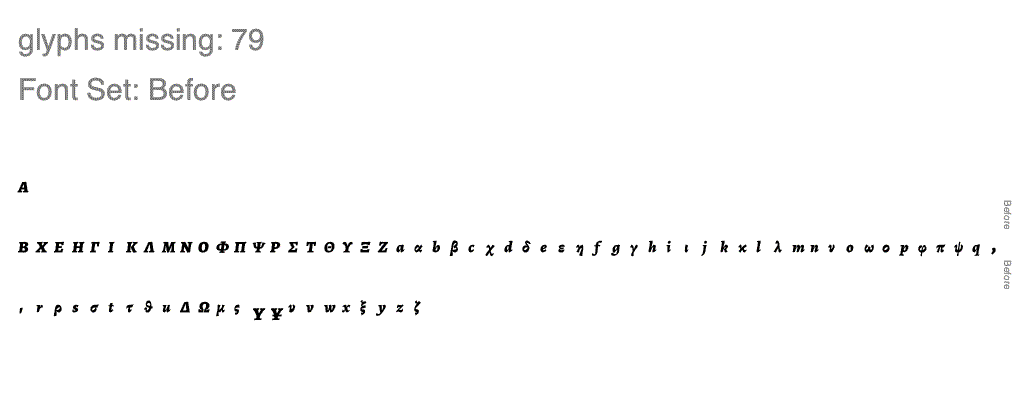 glyphs missing: 79
Font Set: Before
A
Β Χ Ε Η Γ Ι Κ Λ Μ Ν Ο Φ Π Ψ Ρ Σ Τ Θ Υ Ξ Ζ a α b β c χ d δ e ε η f g γ h i ι j k κ l λ m n ν o ω ο p φ π ψ q ,
, r ρ s σ t τ ϑ u Δ Ω μ ς Y ¥ υ v w x ξ y z ζ
Before
Before